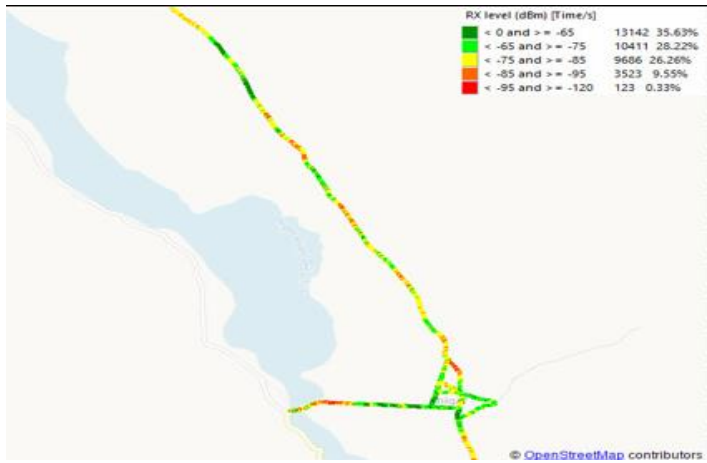 RX level (dBm) [Time/s]
< 0 and >= -65 13142 35.63%
< -65 and >= -75 10411 28.22%
< -75 and >= -85 9686 26.26%
< -85 and >= -95 3523 9.55%
< -95 and >= -120 123 0.33%
© OpenStreetMap contributors